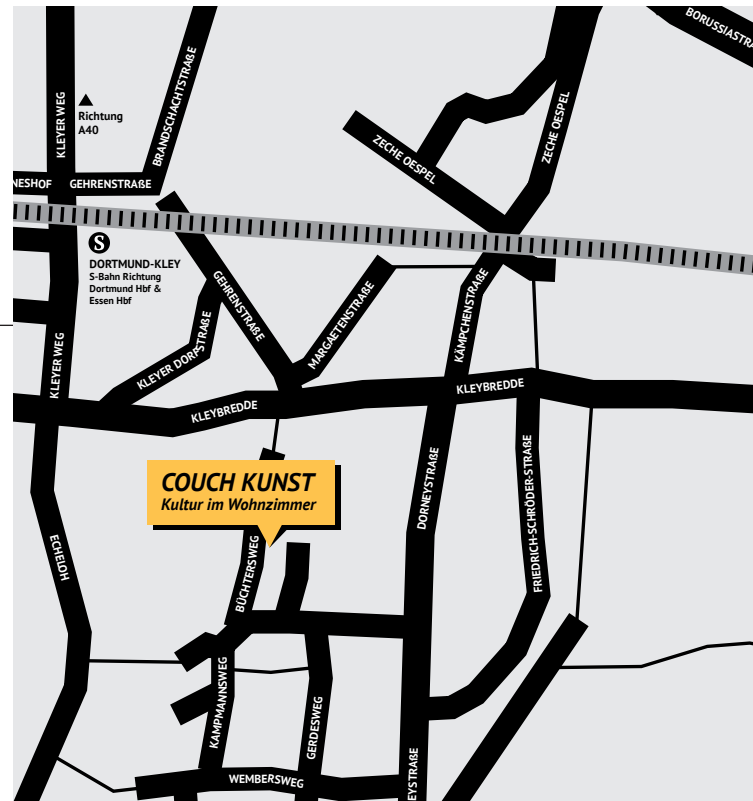 BORUSSIASTRA
KLEYER WEG
Richtung
A40
BRANDSCHACHTSTRAßE
ZECHE OESPEL
ZECHE OESPEL
NESHOF
GEHRENSTRAßE
S
DORTMUND-KLEY
S-Bahn Richtung
Dortmund Hbf &
Essen Hbf
GEHRENSTRAßE
MARGAETENSTRAßE
KÄMPCHENSTRAßE
KLEYER DORFSTRAßE
KLEYER WEG
KLEYBREDDE
KLEYBREDDE
COUCH KUNST
Kultur im Wohnzimmer
DORNEYSTRAßE
FRIEDRICH-SCHRÖDER-STRAßE
ECHELOH
BÜCHTERSWEG
KAMPMANNSWEG
GERDESWEG
WEMBERSWEG
EYSTRAßE